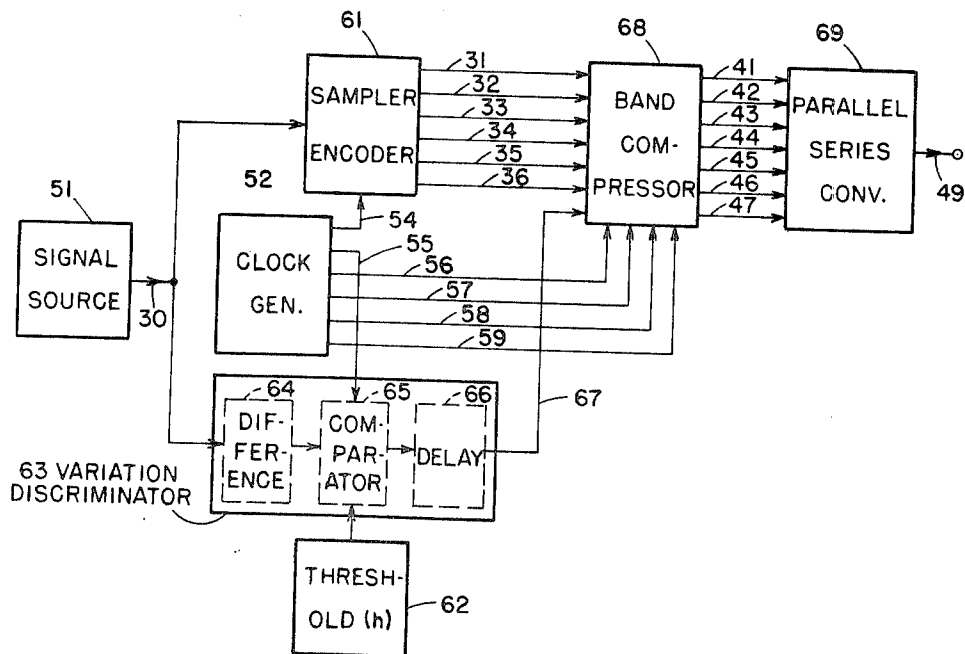 61
SAMPLER
ENCODER
31
32
33
34
35
36
68
BAND
COM-
PRESSOR
41
42
43
44
45
46
47
69
PARALLEL
SERIES
CONV.
49
51
SIGNAL
SOURCE
30
52
CLOCK
GEN.
54
55
56
57
58
59
64
DIF-
FER-
ENCE
65
COM-
PAR-
ATOR
66
DELAY
67
63 VARIATION
DISCRIMINATOR
THRESH-
OLD (h)
62